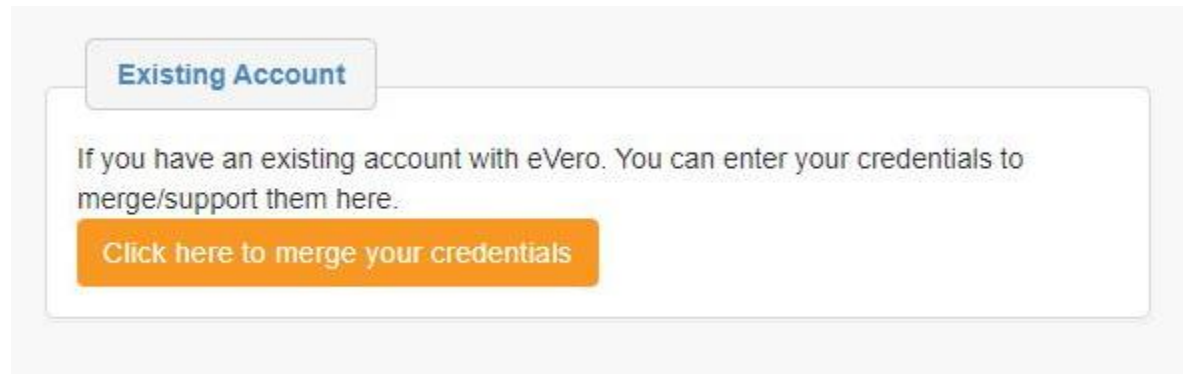 Existing Account
If you have an existing account with eVero. You can enter your credentials to
merge/support them here.
Click here to merge your credentials